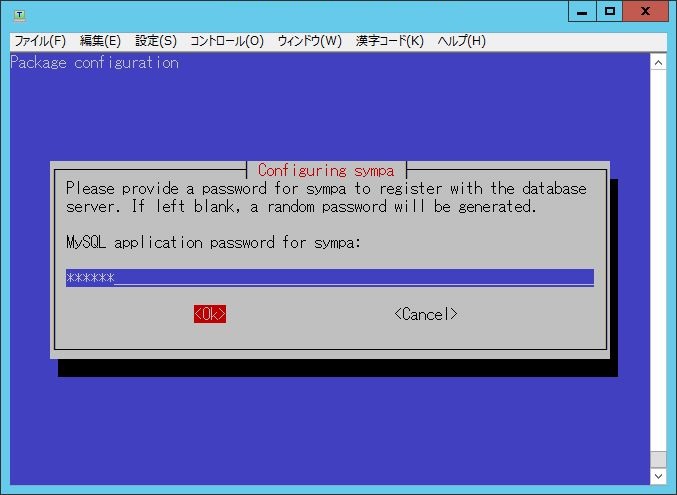 ファイル(F) 編集(E) 設定(S) コントロール(O) ウィンドウ(W) 漢字コード(K) ヘルプ(H)
Package configuration
Configuring sympa
Please provide a password for sympa to register with the database
server. If left blank, a random password will be generated.
MySQL application password for sympa:
******
<Ok> <Cancel>